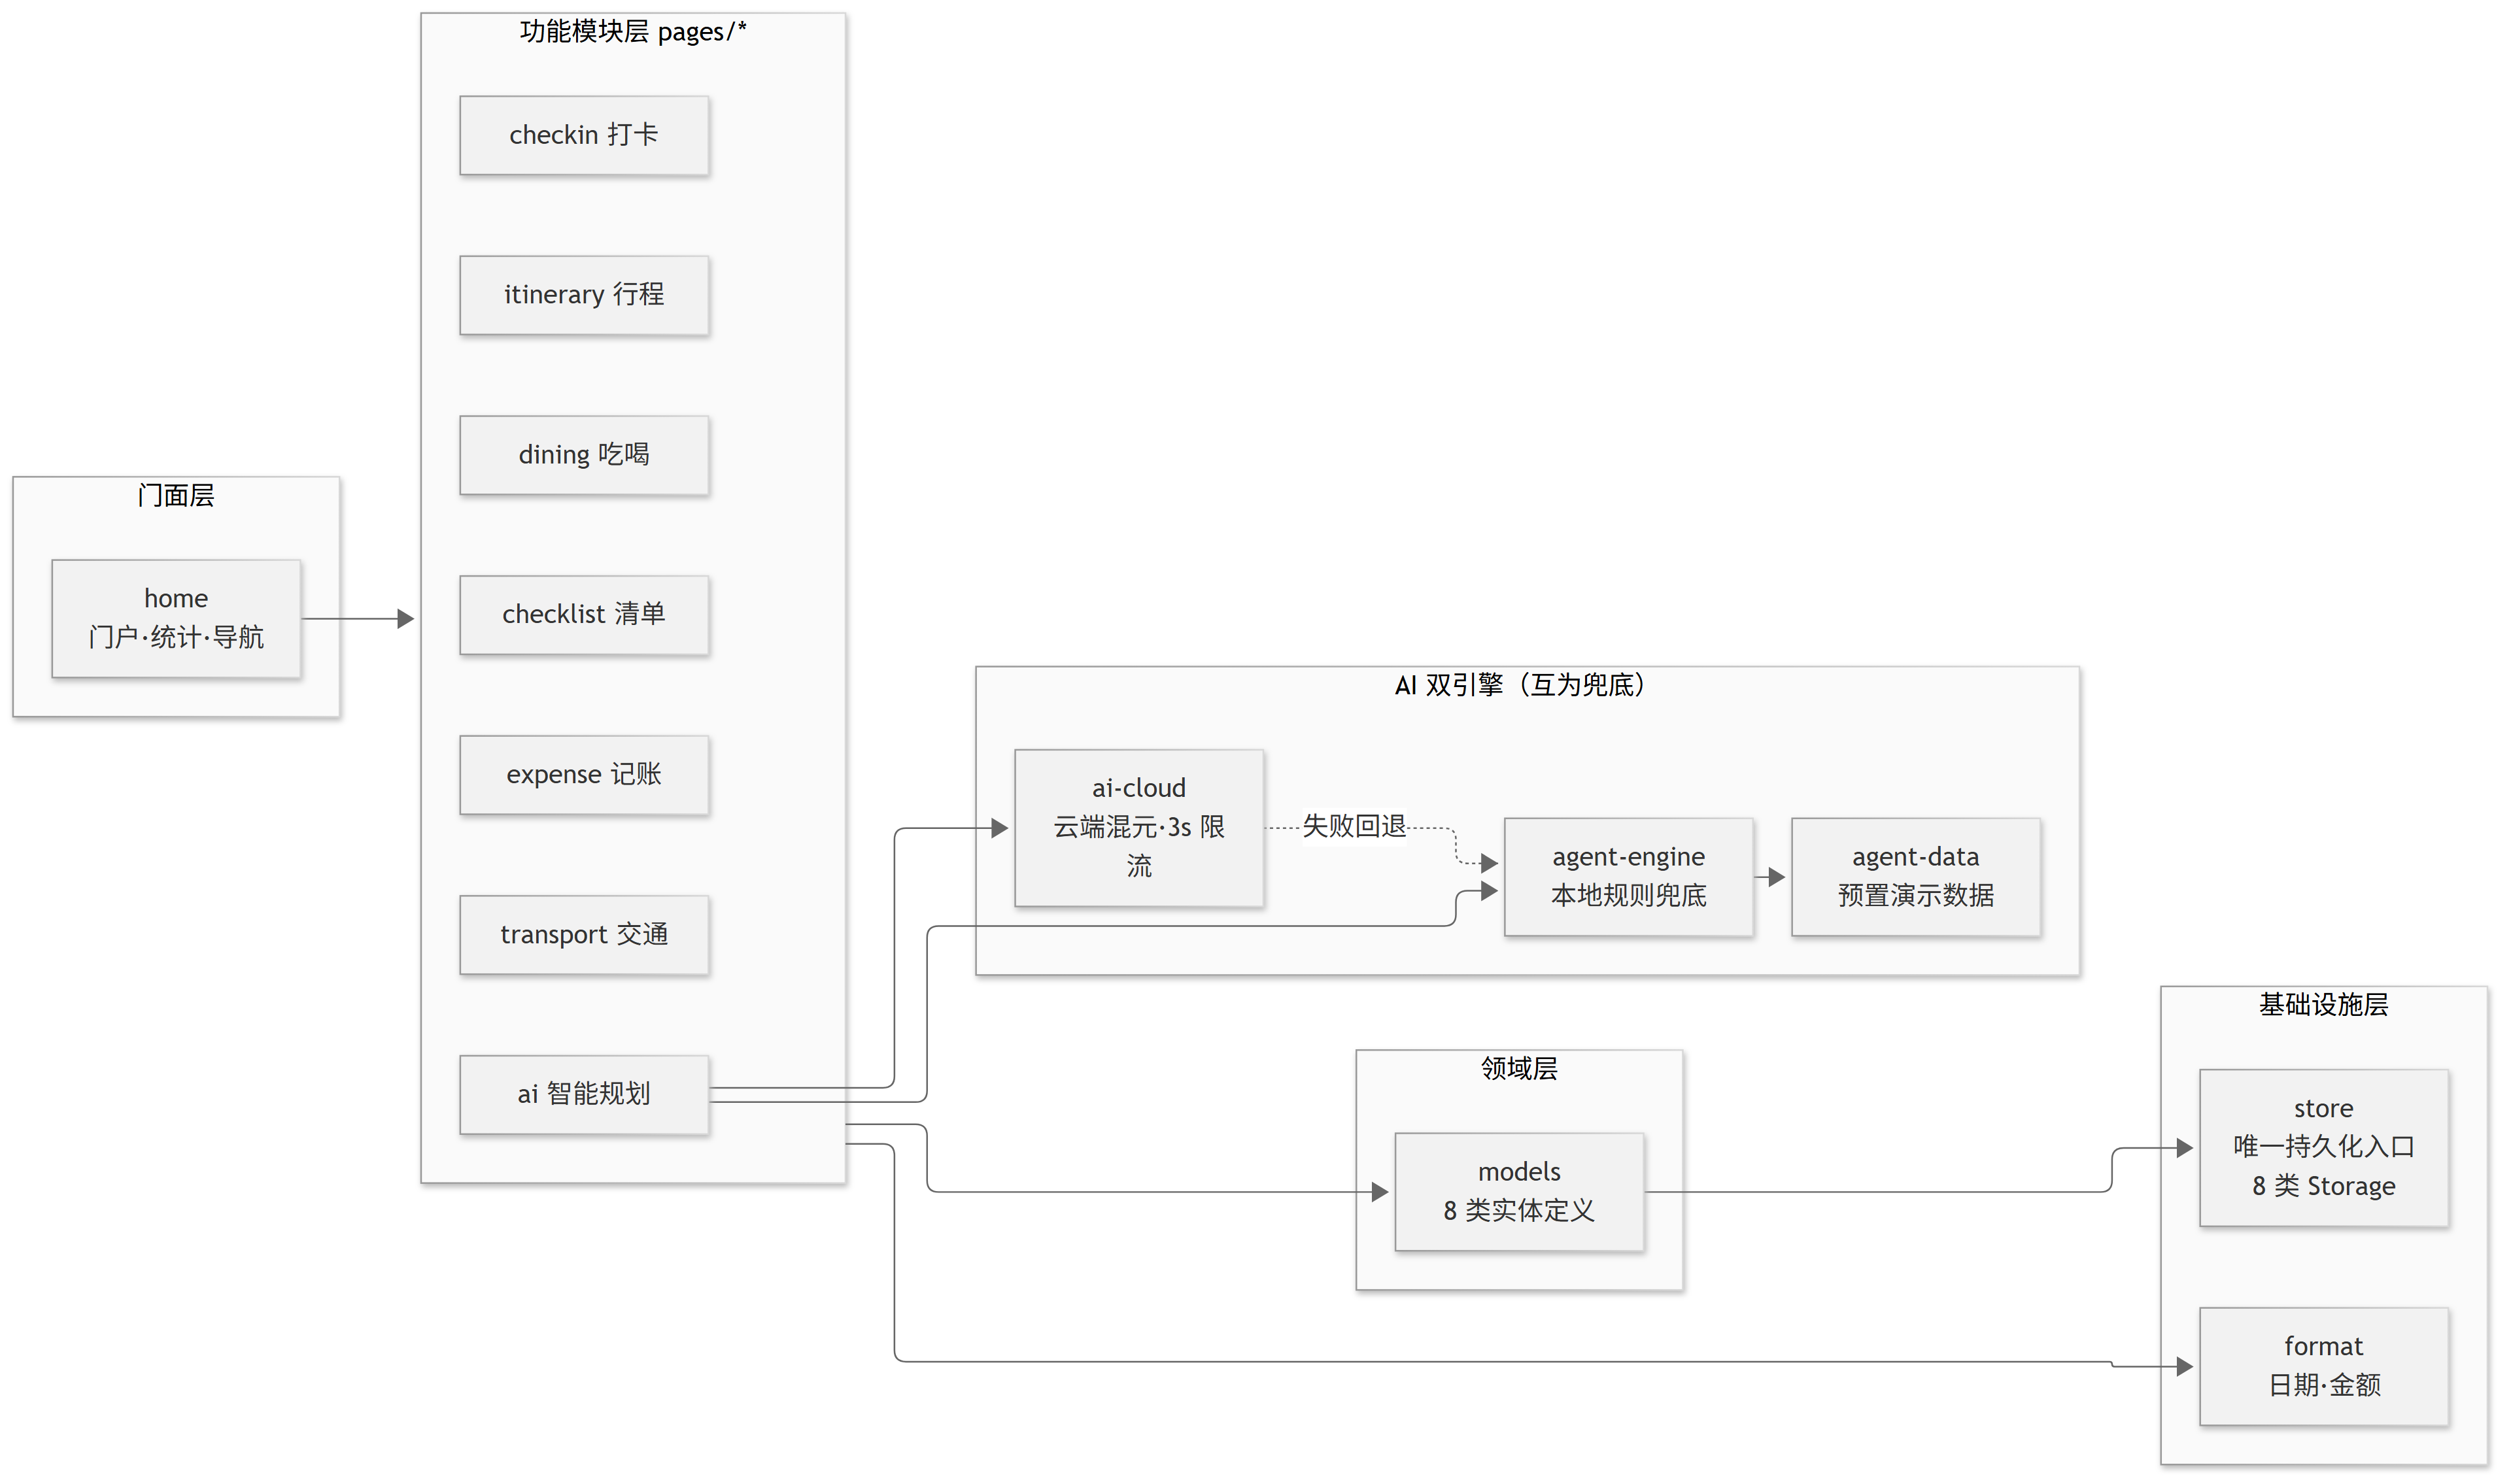 功能模块层 pages/*
checkin 打卡
itinerary 行程
dining 吃喝
checklist 清单
expense 记账
transport 交通
ai 智能规划
门面层
home
门户·统计·导航
AI 双引擎（互为兜底）
ai-cloud
云端混元·3s 限
流
失败回退
agent-engine
本地规则兜底
agent-data
预置演示数据
领域层
models
8 类实体定义
基础设施层
store
唯一持久化入口
8 类 Storage
format
日期·金额